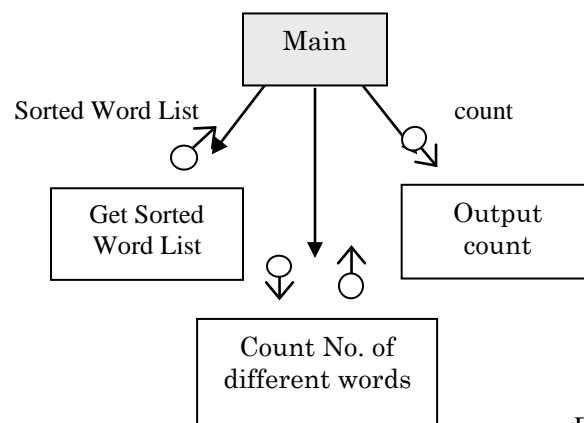 Main
Sorted Word List
count
Get Sorted
Word List
Output
count
Count No. of
different words